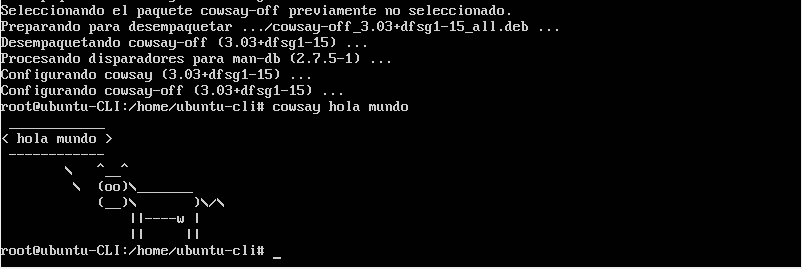 Seleccionando el paquete cowsay-off previamente no seleccionado.
Preparando para desempaquetar .../cowsay-off_3.03+dfsg1-15_all.deb ...
Desempaquetando cowsay-off (3.03+dfsg1-15) ...
Procesando disparadores para man-db (2.7.5-1) ...
Configurando cowsay (3.03+dfsg1-15) ...
Configurando cowsay-off (3.03+dfsg1-15) ...
root@ubuntu-CLI:/home/ubuntu-cli# cowsay hola mundo
 ____________
< hola mundo >
 ------------
        \   ^__^
         \  (oo)\_______
            (__)\       )\/\
                ||----w |
                ||     ||
root@ubuntu-CLI:/home/ubuntu-cli# _